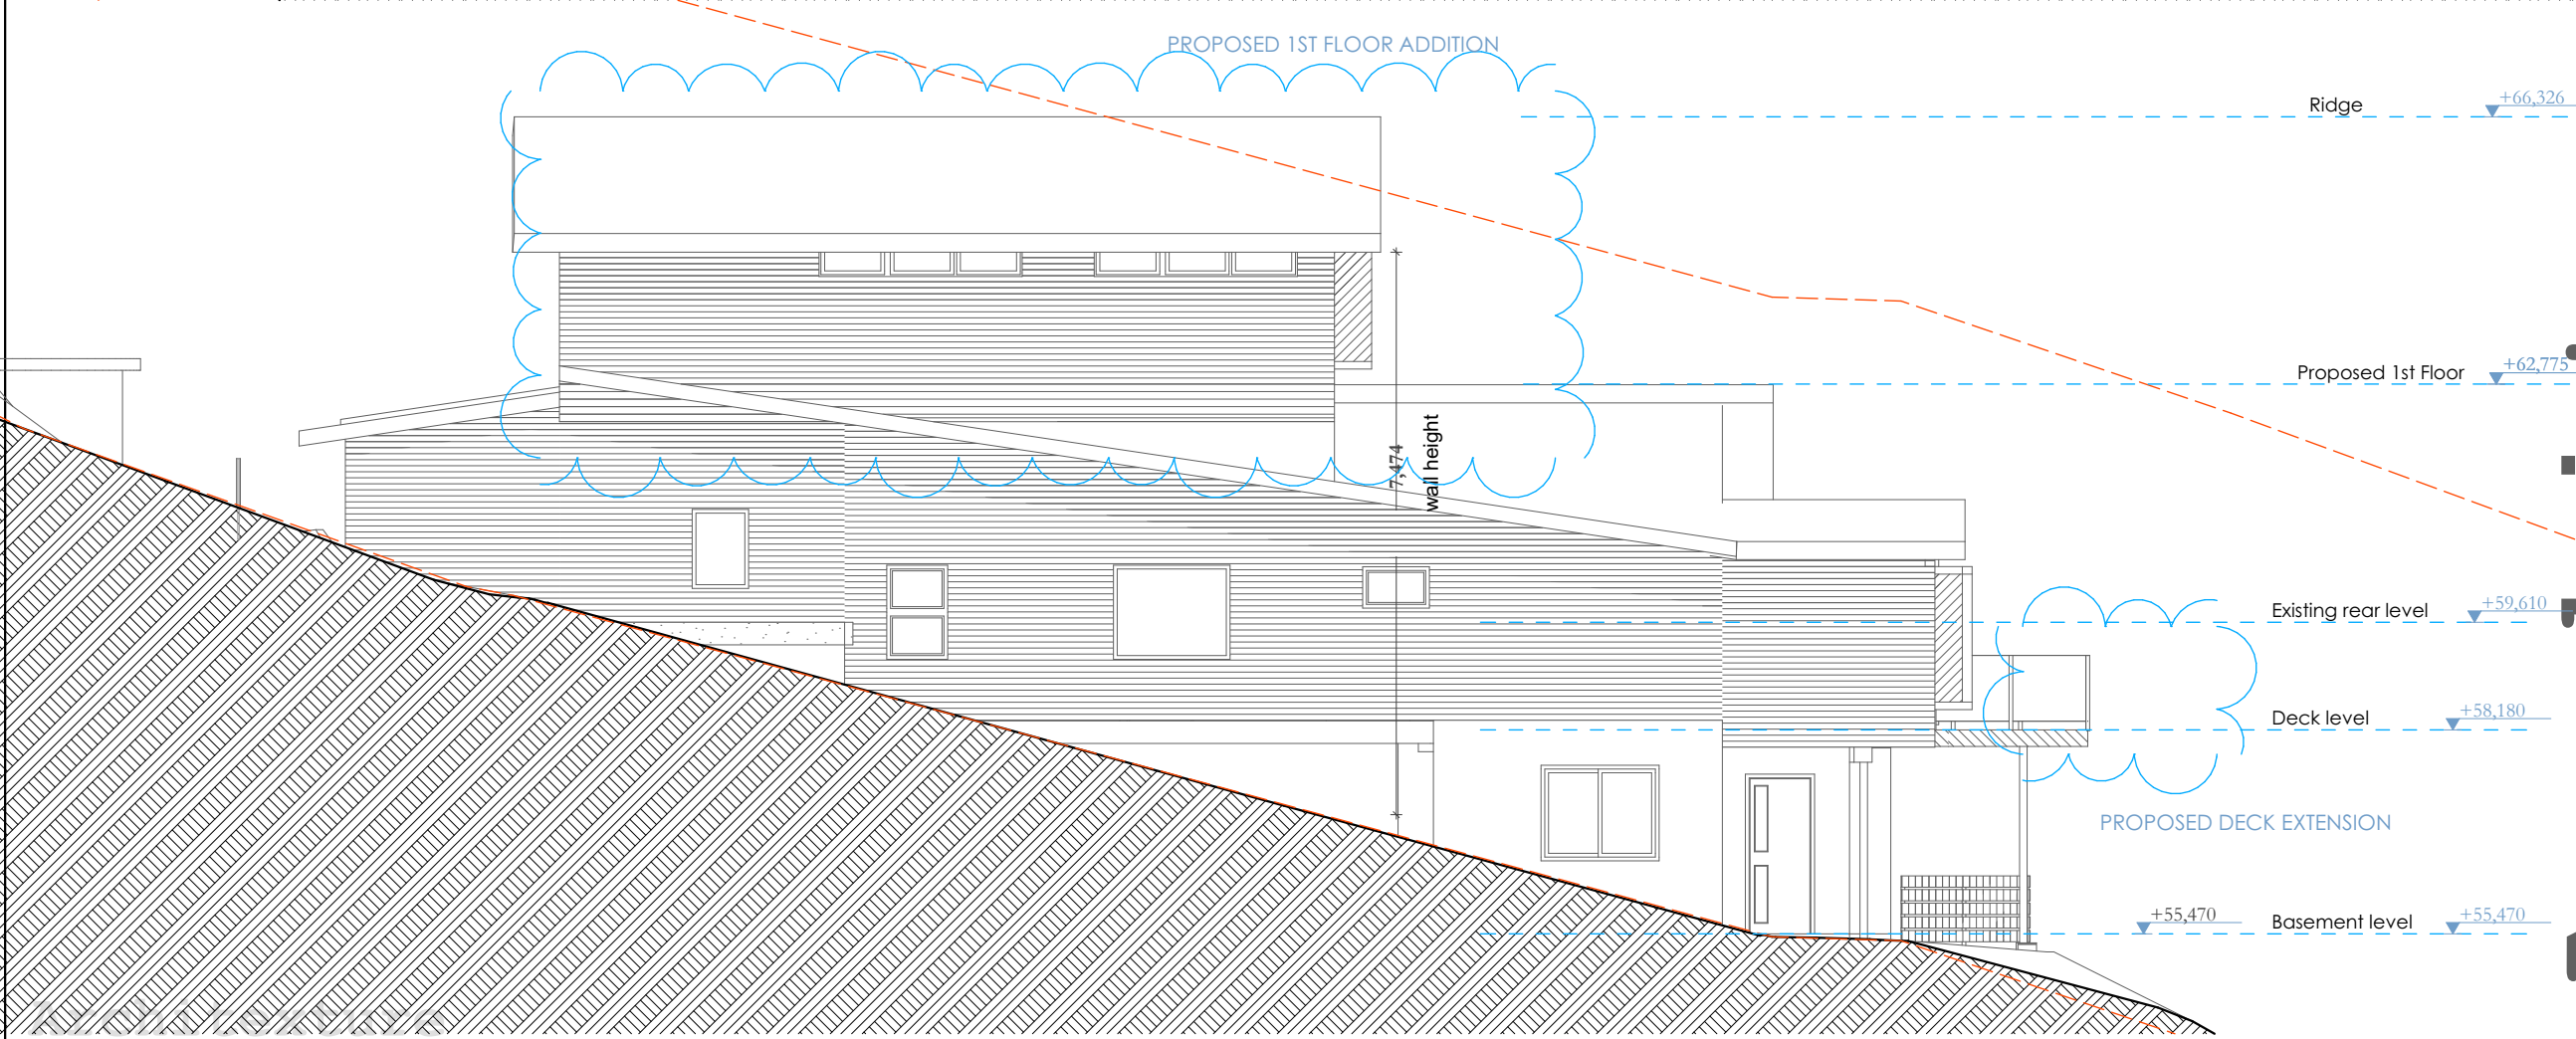 PROPOSED 1ST FLOOR ADDITION
Ridge
+66,326
Proposed 1st Floor
+62,775
7,474
wall height
Existing rear level
+59,610
Deck level
+58,180
PROPOSED DECK EXTENSION
+55,470
Basement level
+55,470
Architexture